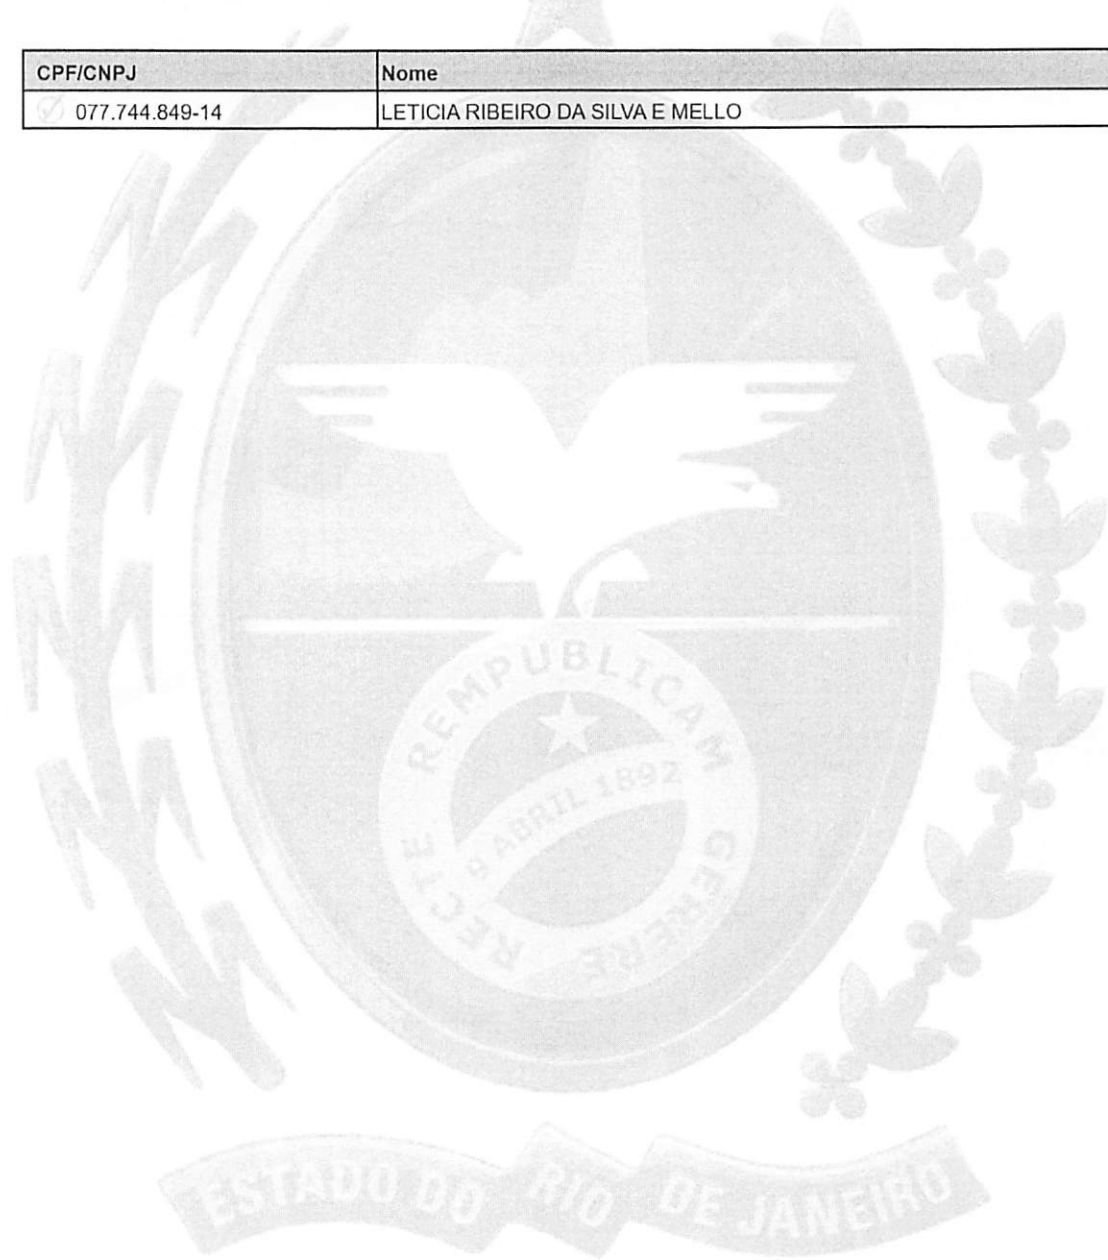 CPF/CNPJ Nome
077.744.849-14 LETICIA RIBEIRO DA SILVA E MELLO
RECTE REMPUBLICAM GERERE
9 ABRIL 1892
ESTADO DO RIO DE JANEIRO